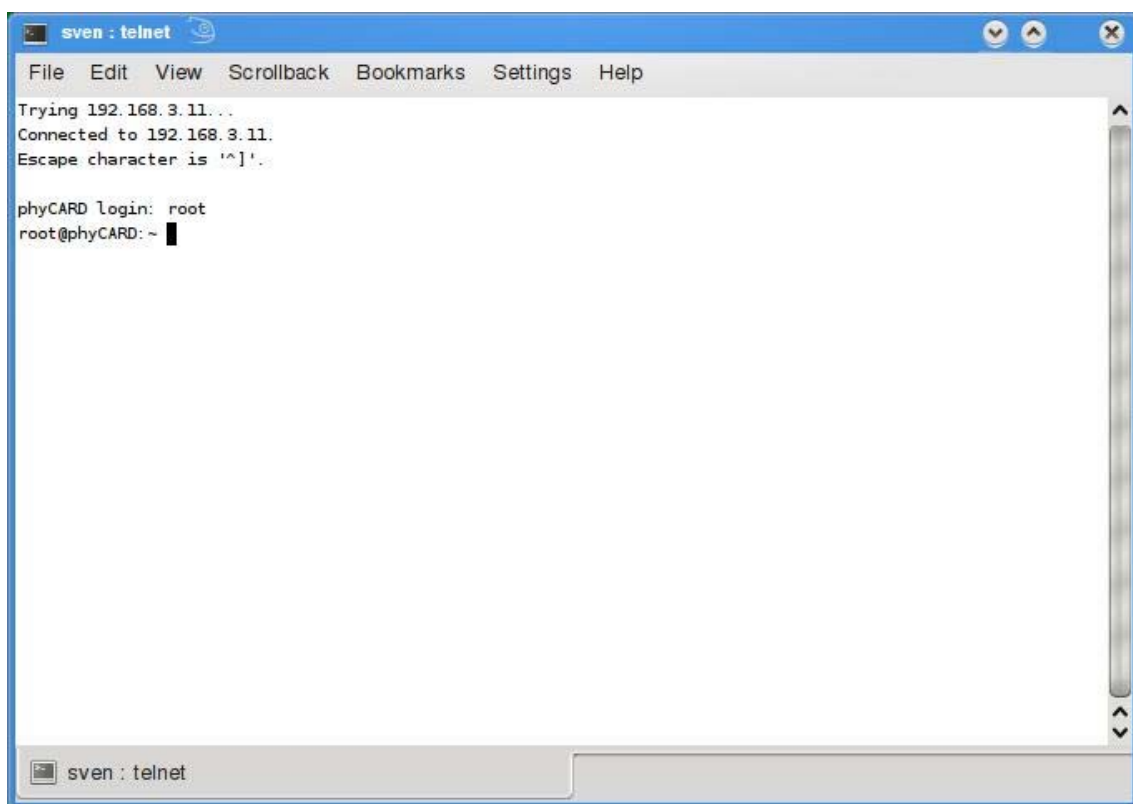 sven : telnet
File Edit View Scrollback Bookmarks Settings Help
Trying 192.168.3.11...
Connected to 192.168.3.11.
Escape character is '^]'.
phyCARD login: root
root@phyCARD:~
sven : telnet